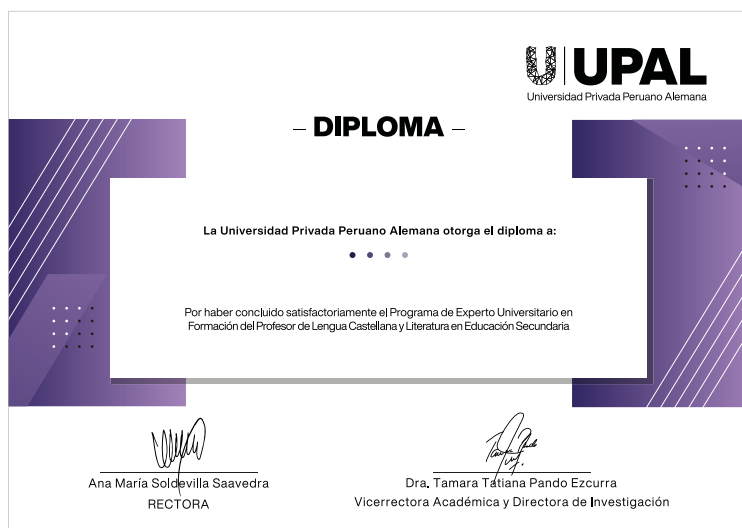 UPAL
Universidad Privada Peruano Alemana
– DIPLOMA –
La Universidad Privada Peruano Alemana otorga el diploma a:
Por haber concluido satisfactoriamente el Programa de Experto Universitario en
Formación del Profesor de Lengua Castellana y Literatura en Educación Secundaria
Ana María Soldevilla Saavedra
RECTORA
Dra. Tamara Tatiana Pando Ezcurra
Vicerrectora Académica y Directora de Investigación